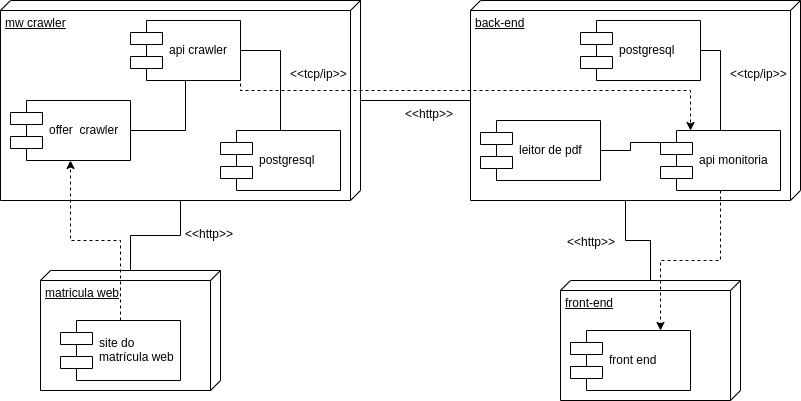 mw crawler
api crawler
<<tcp/ip>>
offer crawler
postgresql
<<http>>
back-end
postgresql
<<tcp/ip>>
leitor de pdf
api monitoria
<<http>>
matricula web
site do
matrícula web
<<http>>
front-end
front end